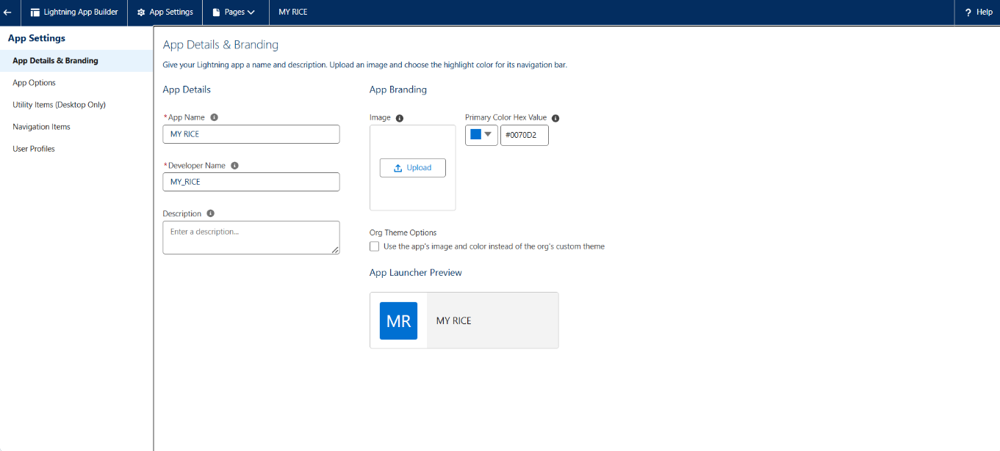 Lightning App Builder
App Settings
Pages
MY RICE
? Help
App Settings
App Details & Branding
App Options
Utility Items (Desktop Only)
Navigation Items
User Profiles
App Details & Branding
Give your Lightning app a name and description. Upload an image and choose the highlight color for its navigation bar.
App Details
*App Name
MY RICE
*Developer Name
MY_RICE
Description
Enter a description...
App Branding
Image
Upload
Primary Color Hex Value
#0070D2
Org Theme Options
Use the app's image and color instead of the org's custom theme
App Launcher Preview
MR
MY RICE